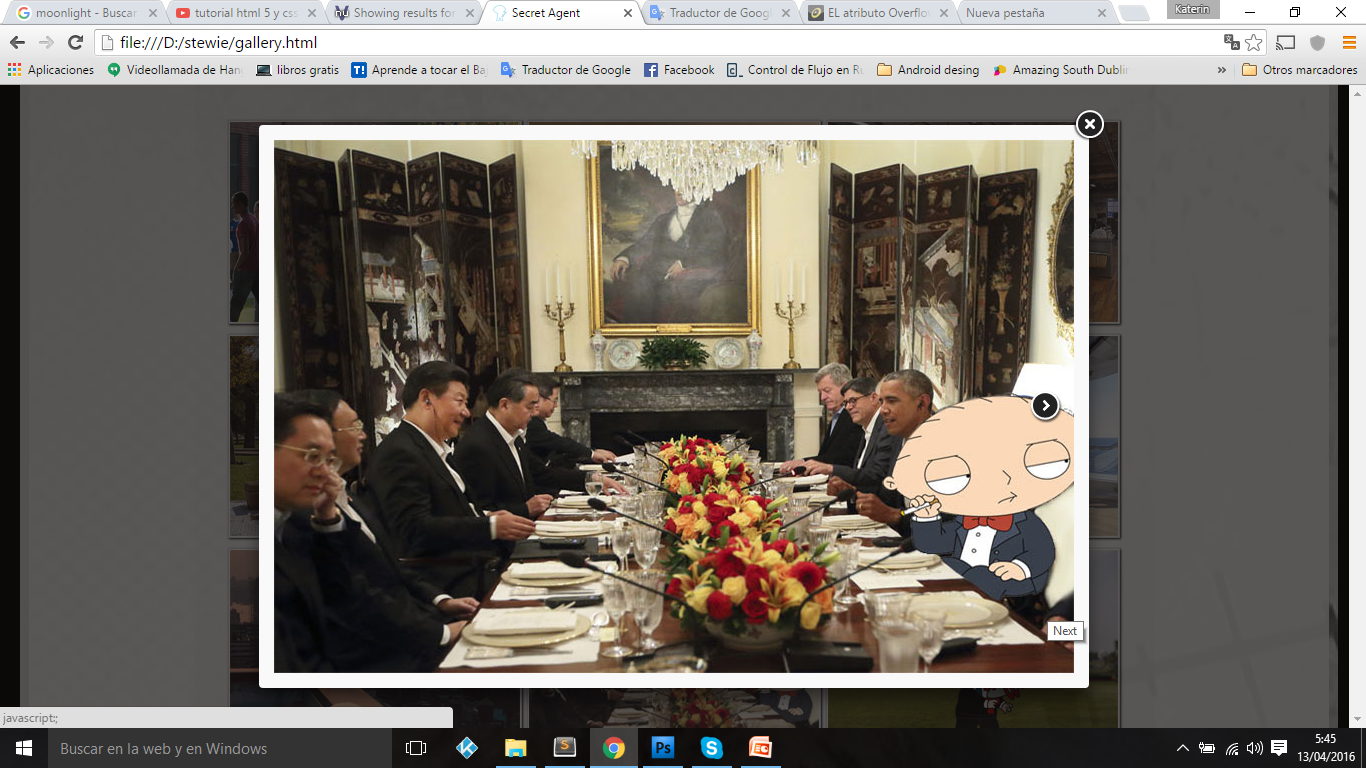 moonlight - Buscar
tutorial html 5 y css
Showing results for
Secret Agent
Traductor de Googl
EL atributo Overflo
Nueva pestaña
Katerin
file:///D:/stewie/gallery.html
Aplicaciones
Videollamada de Han
libros gratis
T!
Aprende a tocar el Ba
Traductor de Google
Facebook
Control de Flujo en Ru
Android desing
Amazing South Dublin
»
Otros marcadores
Next
javascript:;
Buscar en la web y en Windows
Ps
5:45
13/04/2016